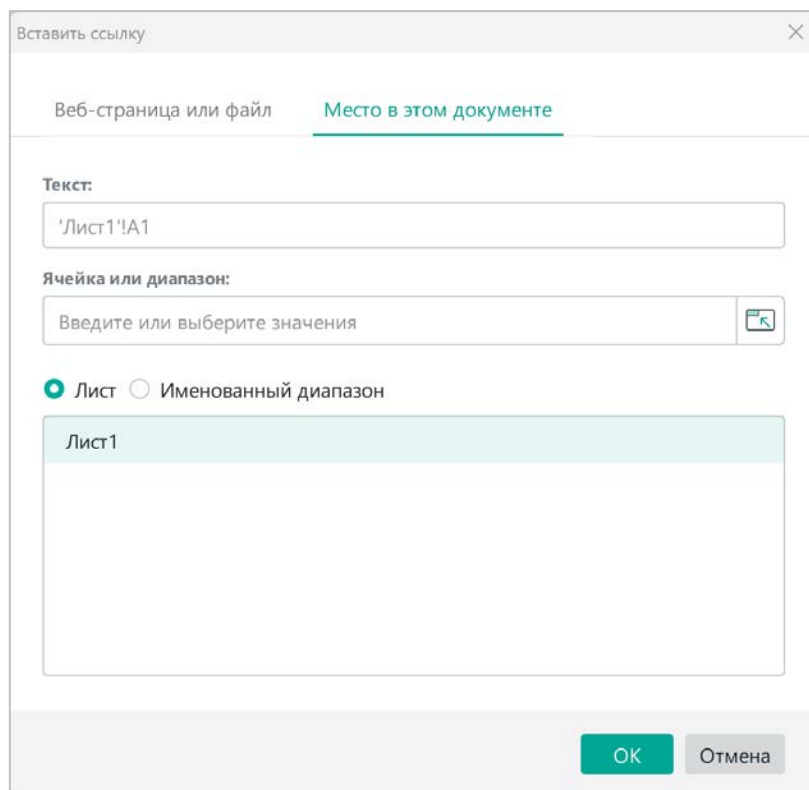 Вставить ссылку
Веб-страница или файл Место в этом документе
Текст:
'Лист1'!A1
Ячейка или диапазон:
Введите или выберите значения
Лист Именованный диапазон
Лист1
ОК Отмена